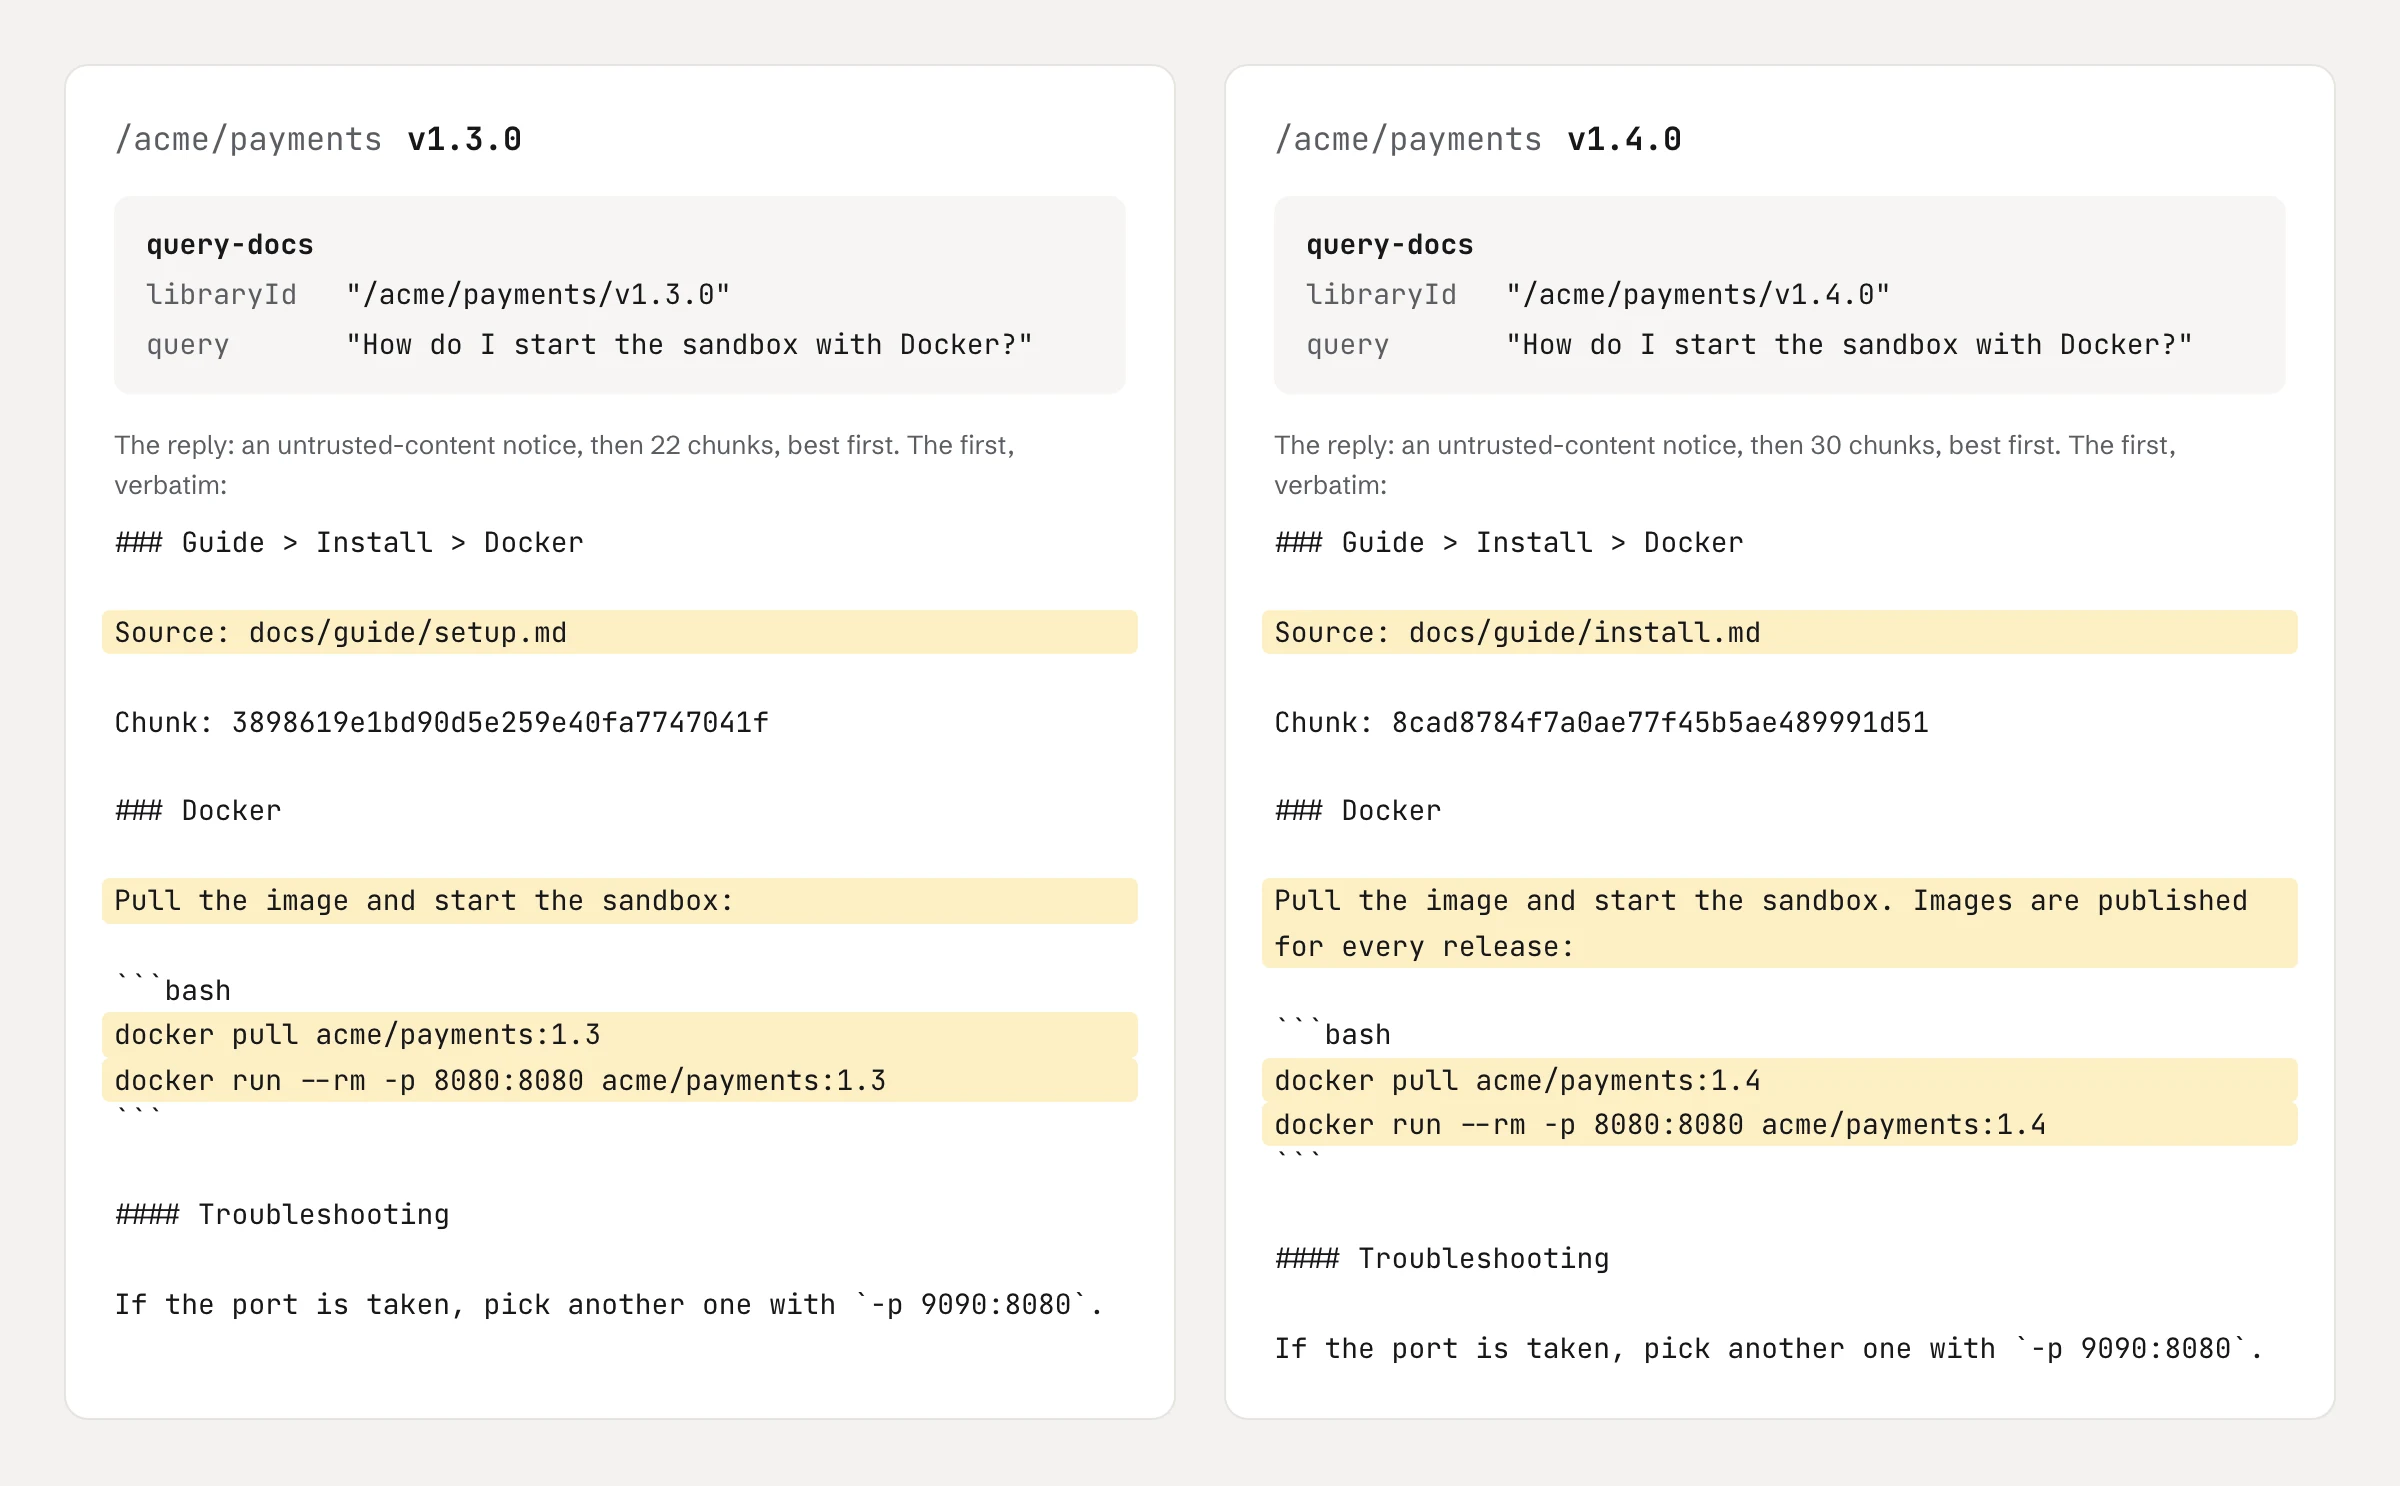 /acme/payments v1.3.0
query-docs
libraryId "/acme/payments/v1.3.0"
query "How do I start the sandbox with Docker?"
The reply: an untrusted-content notice, then 22 chunks, best first. The first,
verbatim:
### Guide > Install > Docker
Source: docs/guide/setup.md
Chunk: 3898619e1bd90d5e259e40fa7747041f
### Docker
Pull the image and start the sandbox:
```bash
docker pull acme/payments:1.3
docker run --rm -p 8080:8080 acme/payments:1.3
```
#### Troubleshooting
If the port is taken, pick another one with `-p 9090:8080`.
/acme/payments v1.4.0
query-docs
libraryId "/acme/payments/v1.4.0"
query "How do I start the sandbox with Docker?"
The reply: an untrusted-content notice, then 30 chunks, best first. The first,
verbatim:
### Guide > Install > Docker
Source: docs/guide/install.md
Chunk: 8cad8784f7a0ae77f45b5ae489991d51
### Docker
Pull the image and start the sandbox. Images are published
for every release:
```bash
docker pull acme/payments:1.4
docker run --rm -p 8080:8080 acme/payments:1.4
```
#### Troubleshooting
If the port is taken, pick another one with `-p 9090:8080`.